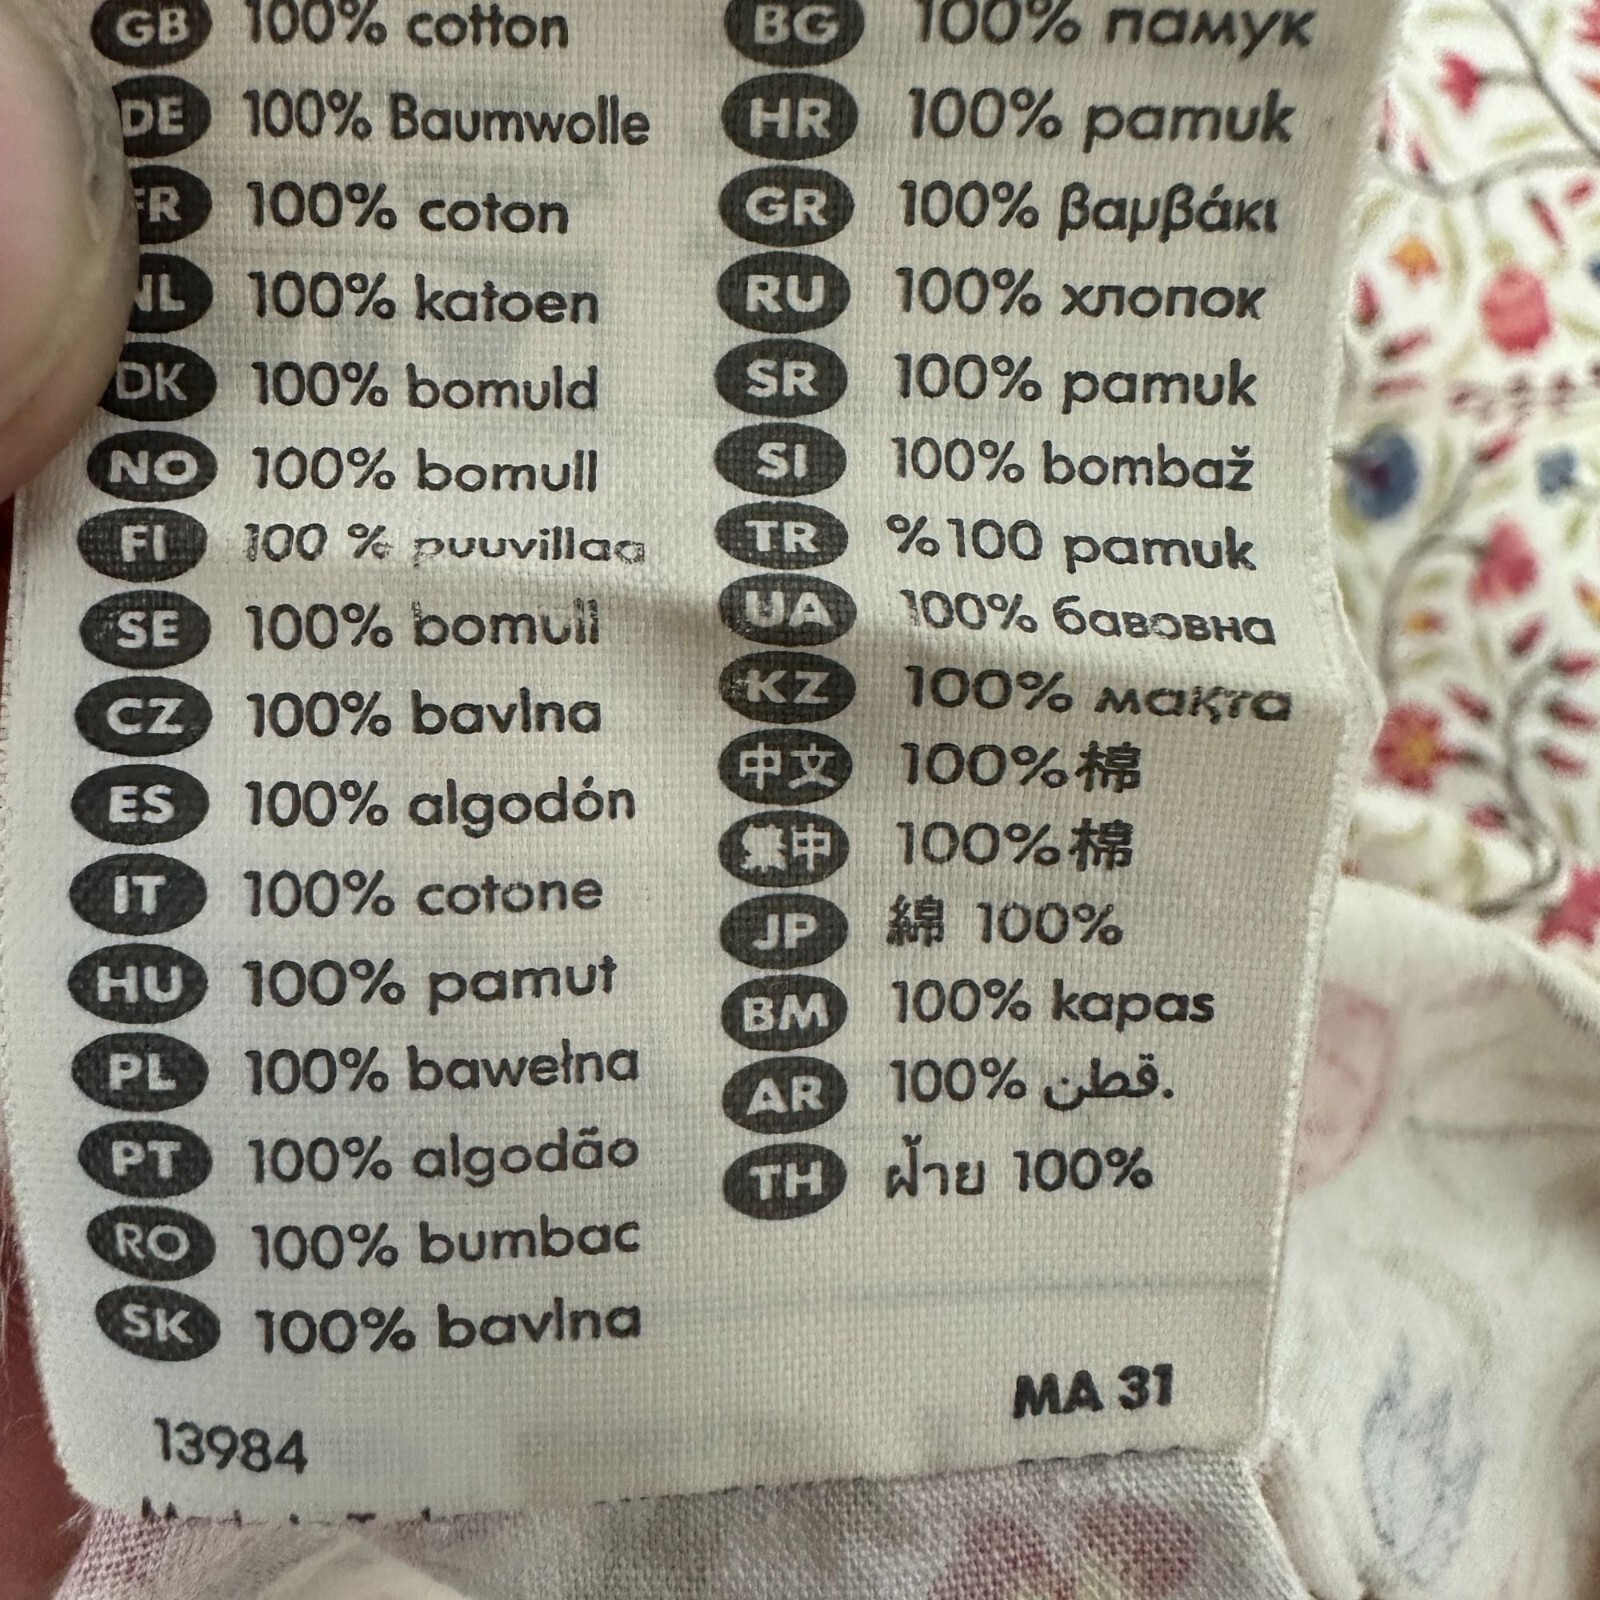 GB 100% cotton
DE 100% Baumwolle
FR 100% coton
NL 100% katoen
DK 100% bomuld
NO 100% bomull
FI 100 % puuvillaa
SE 100% bomull
CZ 100% bavlna
ES 100% algodón
IT 100% cotone
HU 100% pamut
PL 100% bawełna
PT 100% algodão
RO 100% bumbac
SK 100% bavlna
13984
BG 100% памук
HR 100% pamuk
GR 100% βαμβάκι
RU 100% хлопок
SR 100% pamuk
SI 100% bombaž
TR %100 pamuk
UA 100% бавовна
KZ 100% мақта
中文 100%棉
繁中 100%棉
JP 綿 100%
BM 100% kapas
AR 100% قطن.
TH ฝ้าย 100%
MA 31